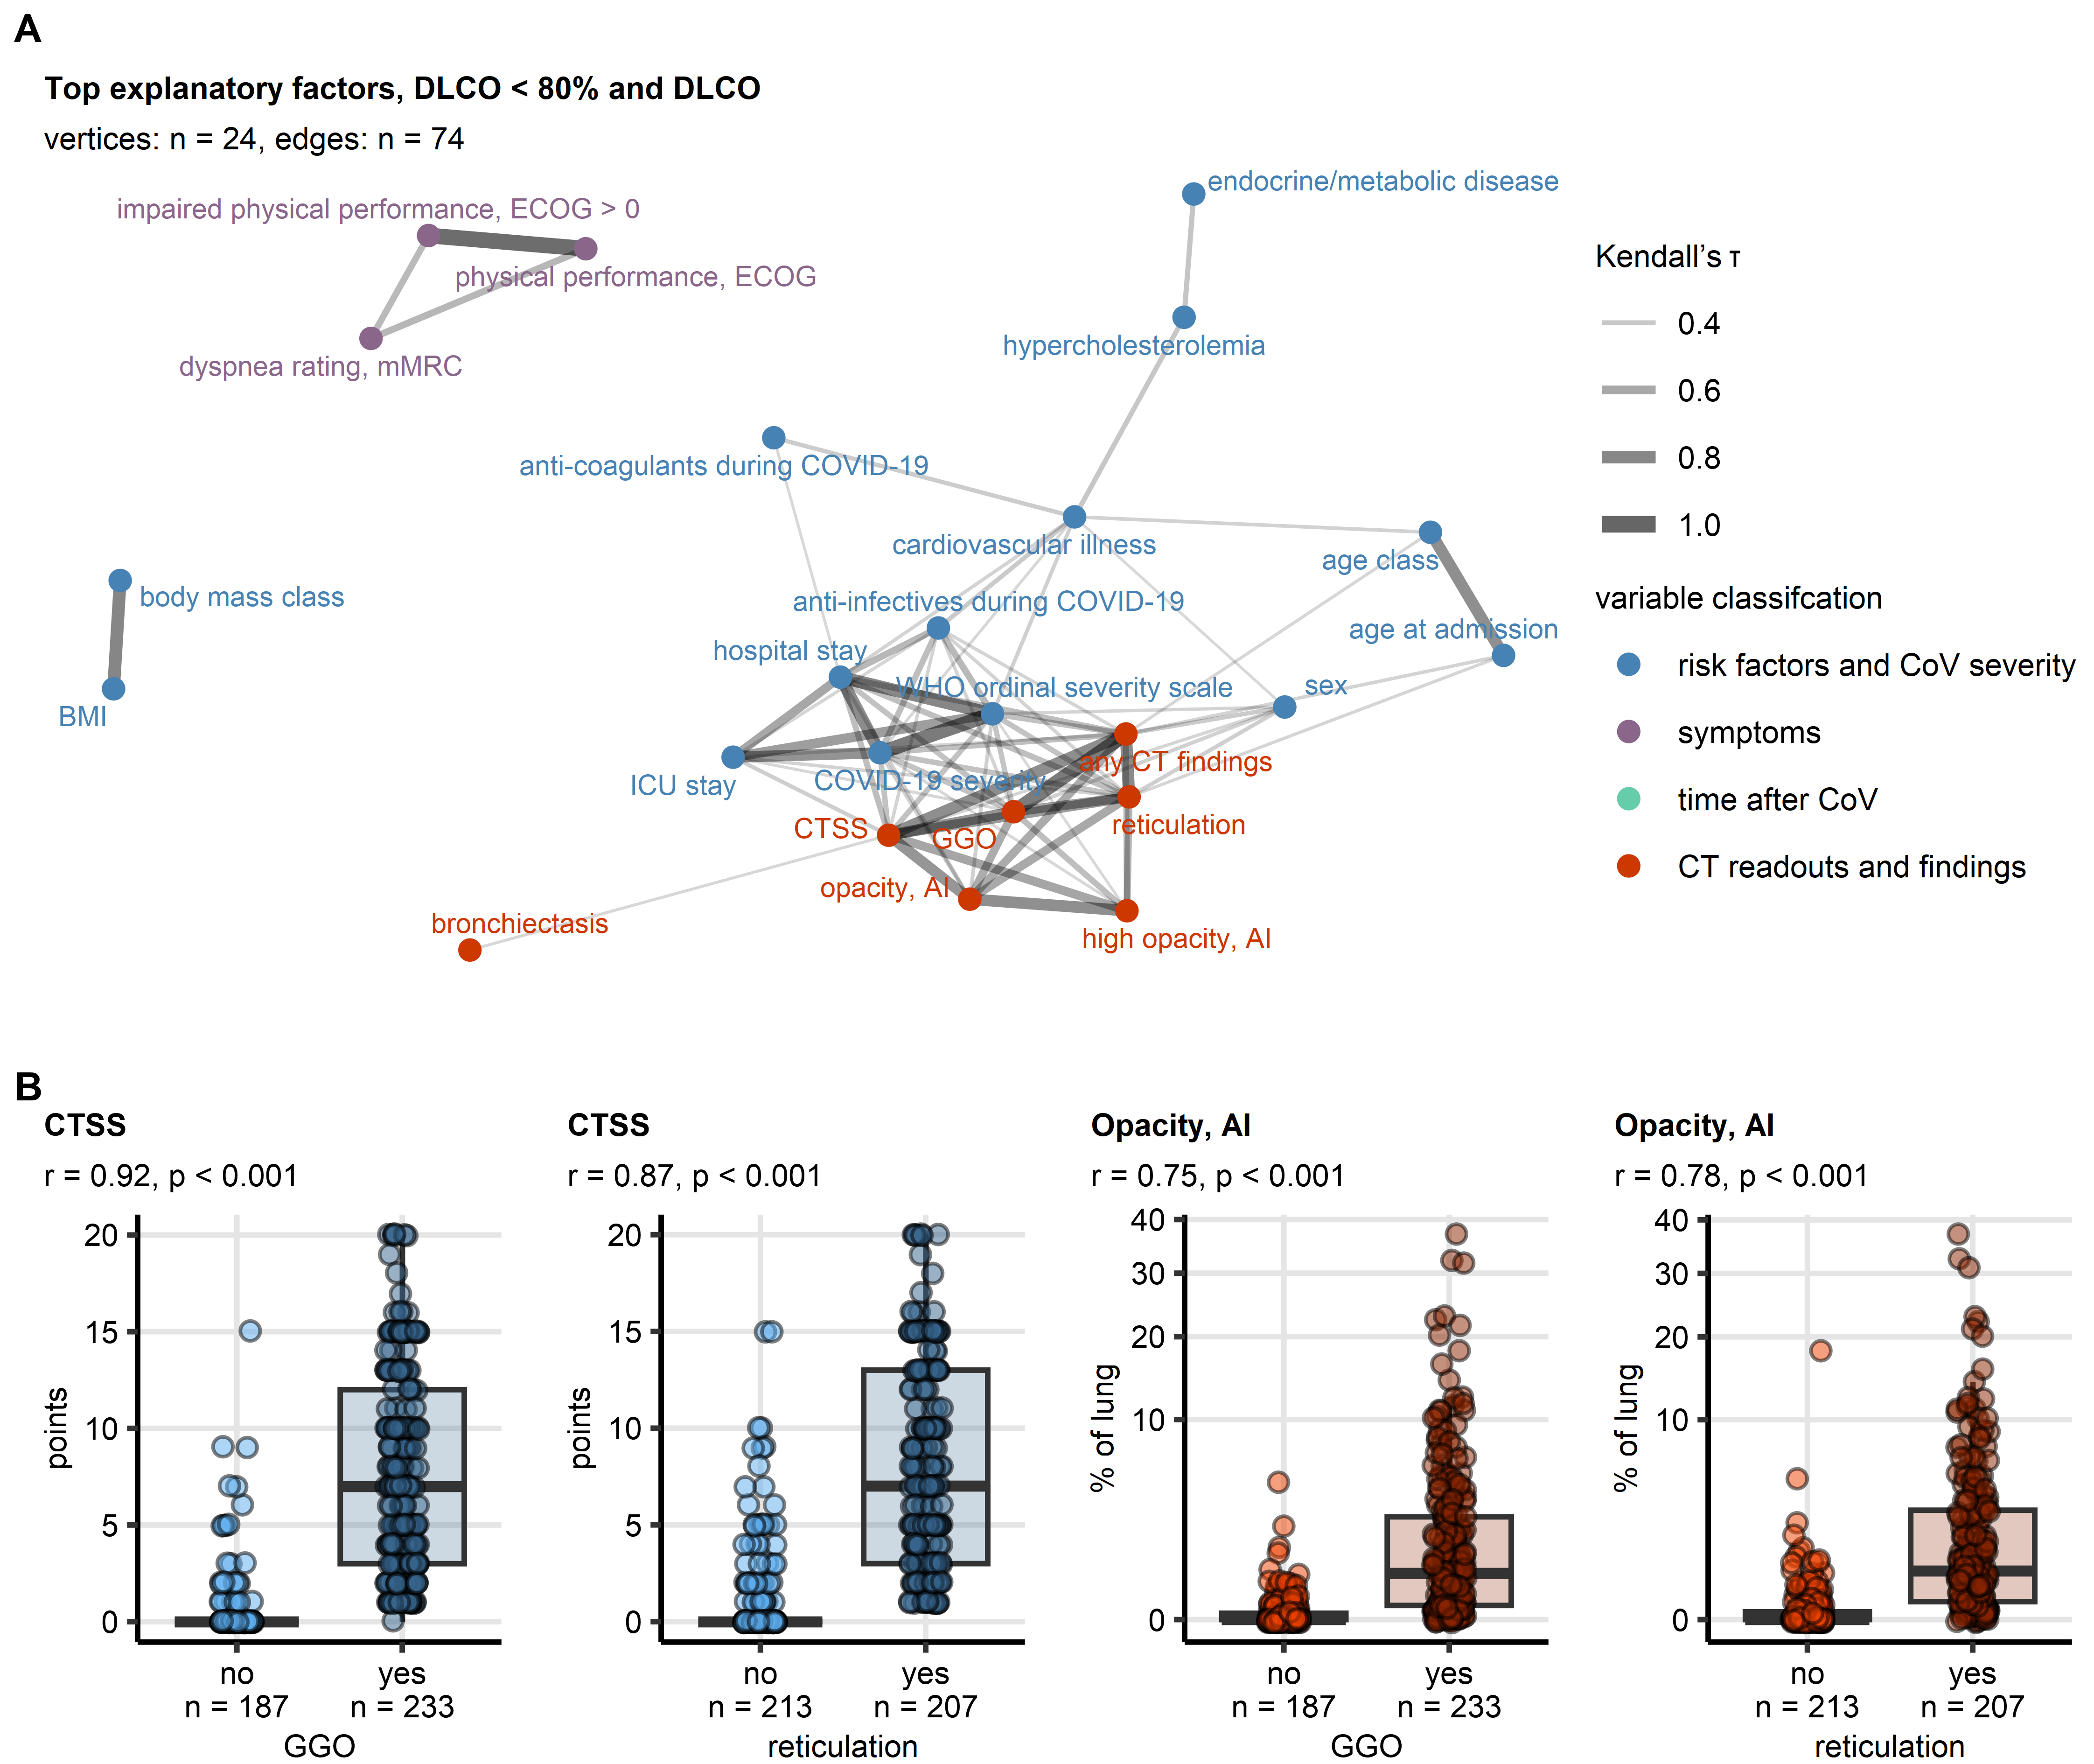 A
Top explanatory factors, DLCO < 80% and DLCO
vertices: n = 24, edges: n = 74
endocrine/metabolic disease
impaired physical performance, ECOG > 0
physical performance, ECOG
hypercholesterolemia
dyspnea rating, mMRC
anti-coagulants during COVID-19
cardiovascular illness
age class
body mass class
anti-infectives during COVID-19
age at admission
hospital stay
WHO ordinal severity scale
sex
BMI
any CT findings
ICU stay
COVID-19 severity
CTSS
GGO
reticulation
opacity, AI
bronchiectasis
high opacity, AI
Kendall's τ
0.4
0.6
0.8
1.0
variable classifcation
risk factors and CoV severity
symptoms
time after CoV
CT readouts and findings
B
CTSS
r = 0.92, p < 0.001
points
20
15
10
5
0
no
n = 187
yes
n = 233
GGO
CTSS
r = 0.87, p < 0.001
points
20
15
10
5
0
no
n = 213
yes
n = 207
reticulation
Opacity, AI
r = 0.75, p < 0.001
% of lung
40
30
20
10
0
no
n = 187
yes
n = 233
GGO
Opacity, AI
r = 0.78, p < 0.001
% of lung
40
30
20
10
0
no
n = 213
yes
n = 207
reticulation